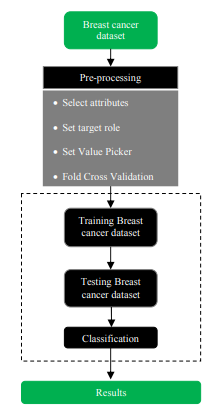 Breast cancer
dataset
Pre-processing
• Select attributes
• Set target role
• Set Value Picker
• Fold Cross Validation
Training Breast
cancer dataset
Testing Breast
cancer dataset
Classification
Results